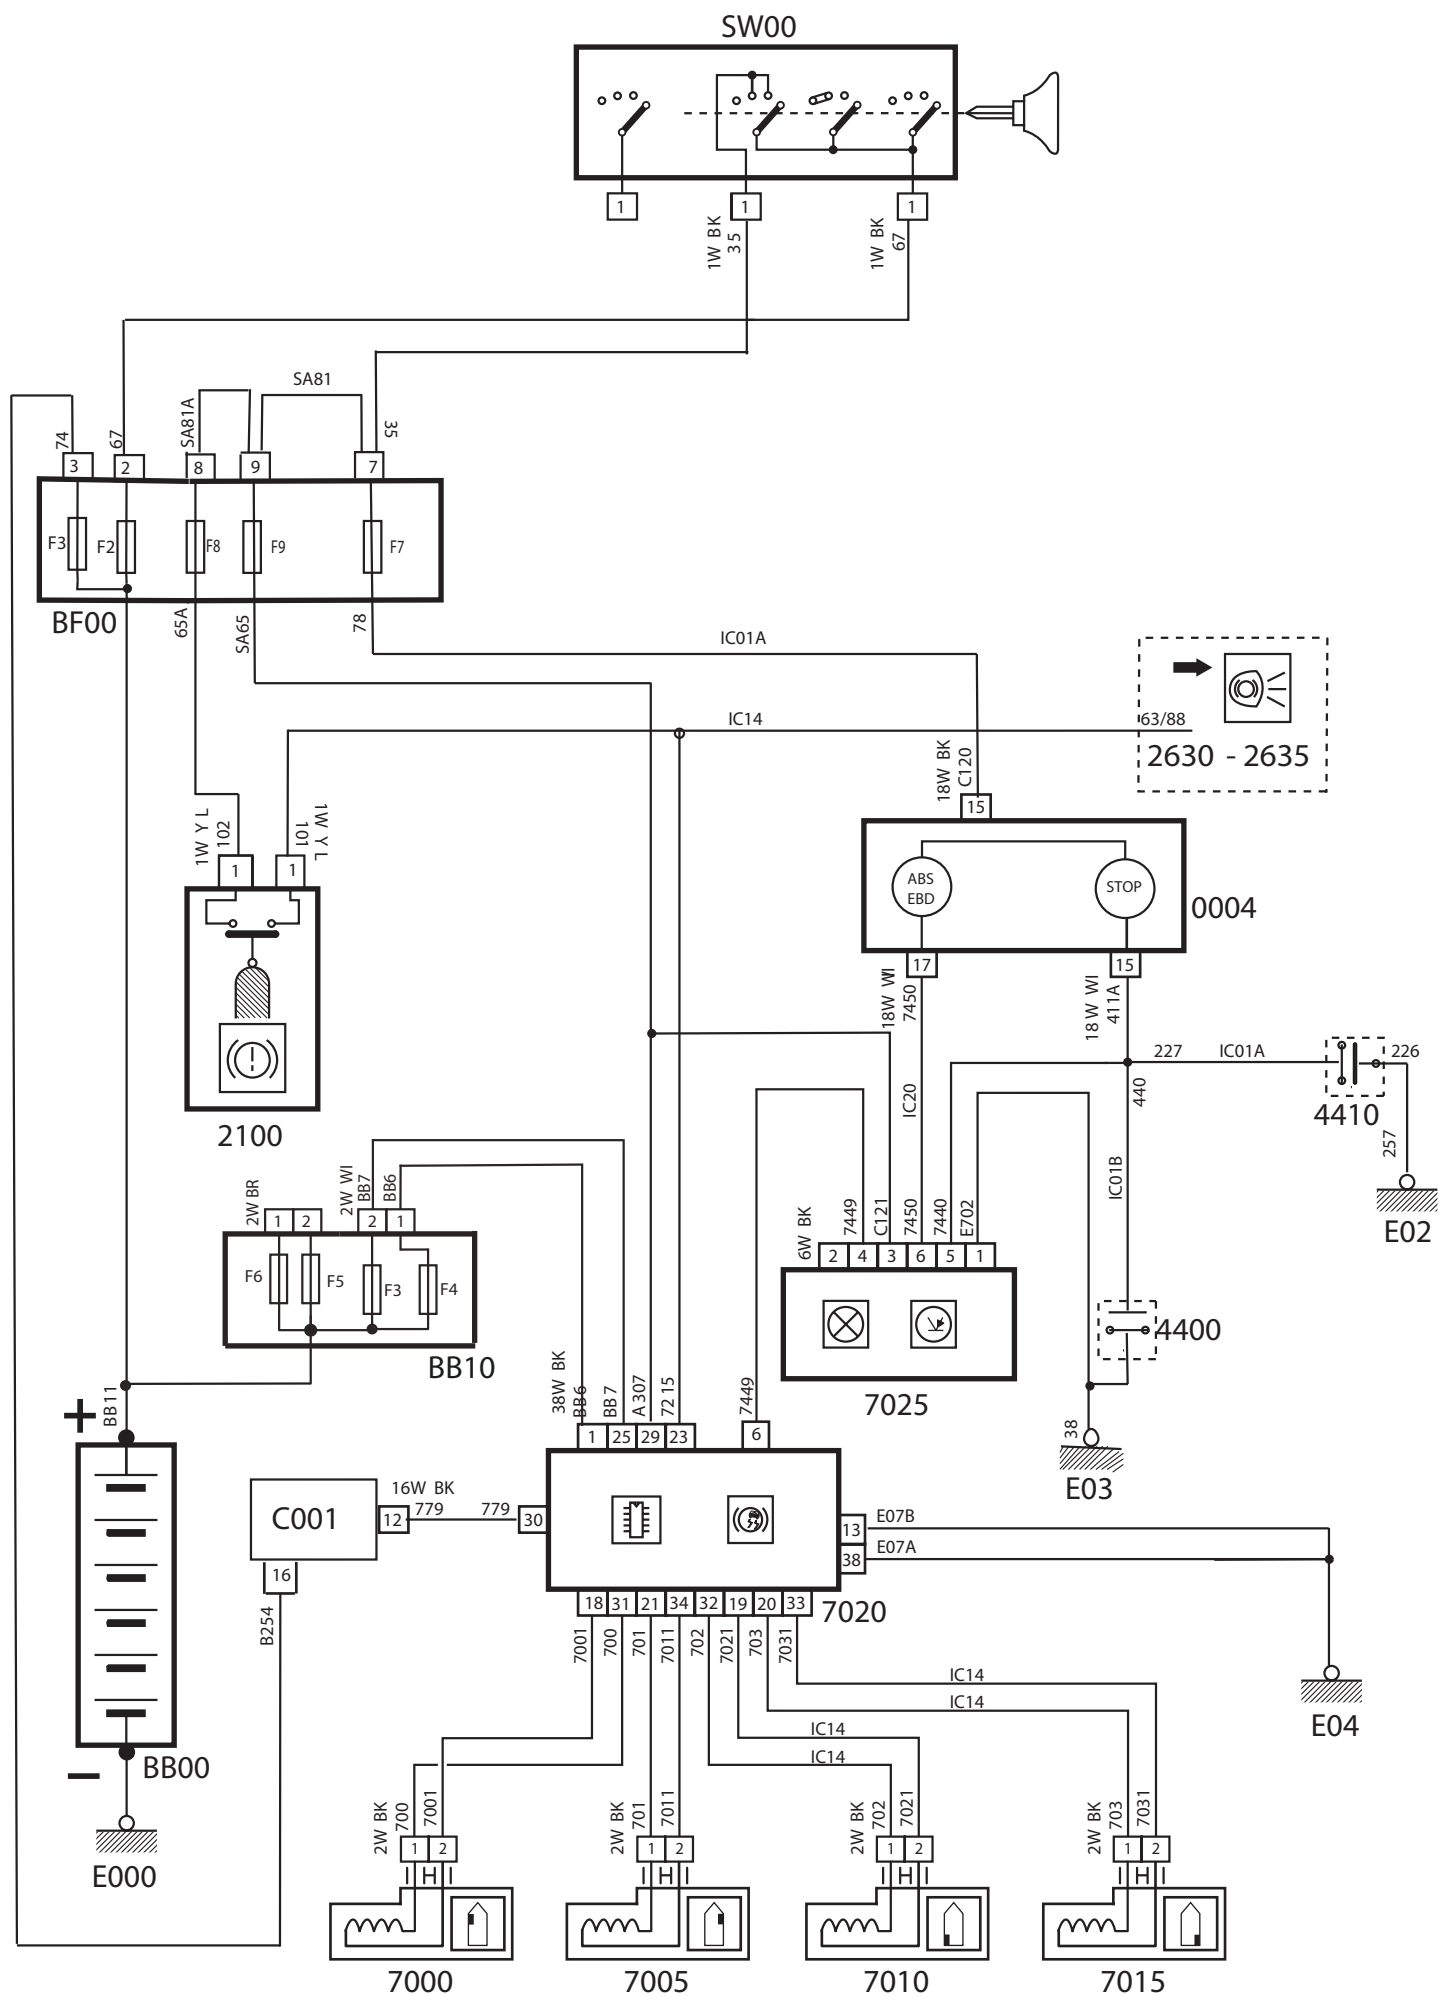 SW00
1 1 1
1W BK
35
1W BK
67
SA81
SA81A
74
67
35
3 2 8 9 7
F3 F2 F8 F9 F7
BF00
65A
SA65
78
IC01A
IC14
63/88
2630 - 2635
18W BK
C120
15
1W Y L
102
101
1W Y L
1 1
ABS
EBD
STOP
0004
17 15
18W WI
7450
18 W WI
411A
2100
227 IC01A 226
4410
440
257
IC20
IC01B
E02
2W BR
2W WI
BB7
BB6
1 2 2 1
F6 F5 F3 F4
BB10
6W BK
7449
C121
7450
7440
E702
2 4 3 6 5 1
7025
4400
38
E03
BB11
+
38W BK
BB6
BB7
A307
7215
7449
1 25 29 23 6
C001
16W BK
12 779 779 30
16
B254
13 E07B
38 E07A
18 31 21 34 32 19 20 33
7020
7001
700
701
7011
702
7021
703
7031
IC14
IC14
IC14
IC14
E04
BB00
−
E000
2W BK
700
7001
2W BK
701
7011
2W BK
702
7021
2W BK
703
7031
1 2 1 2 1 2 1 2
7000 7005 7010 7015